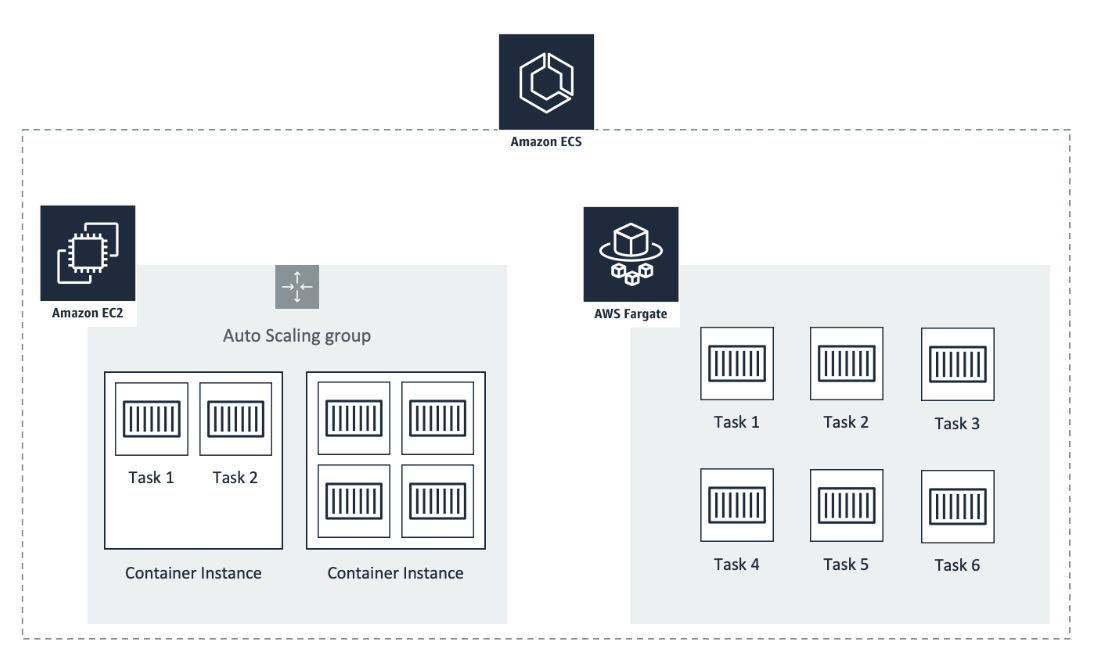 Amazon ECS
Amazon EC2
Auto Scaling group
Task 1
Task 2
Container Instance
Container Instance
AWS Fargate
Task 1
Task 2
Task 3
Task 4
Task 5
Task 6